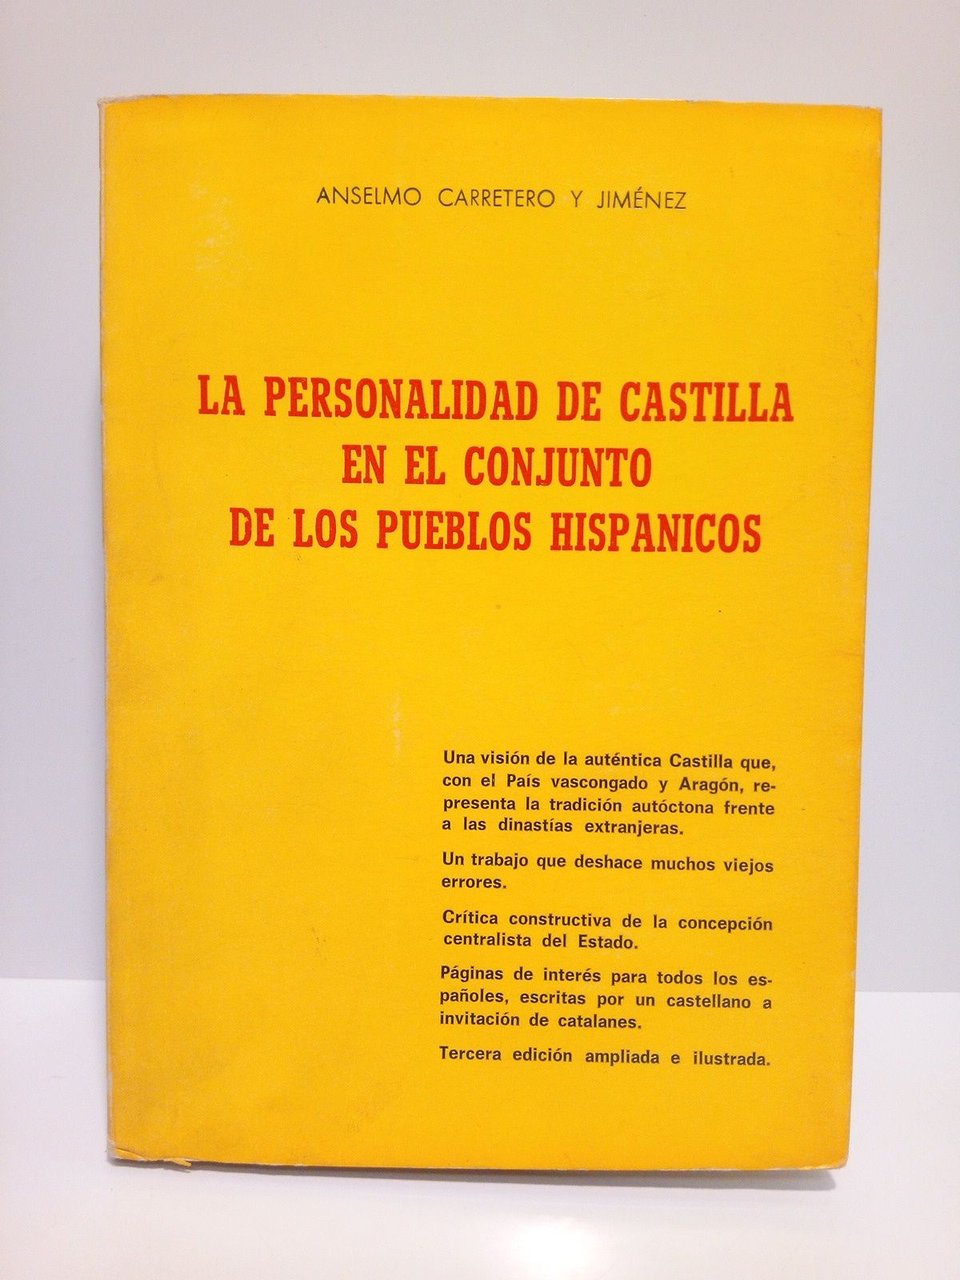 ANSELMO CARRETERO Y JIMÉNEZ
LA PERSONALIDAD DE CASTILLA
EN EL CONJUNTO
DE LOS PUEBLOS HISPANICOS
Una visión de la auténtica Castilla que,
con el País vascongado y Aragón, re-
presenta la tradición autóctona frente
a las dinastías extranjeras.
Un trabajo que deshace muchos viejos
errores.
Crítica constructiva de la concepción
centralista del Estado.
Páginas de interés para todos los es-
pañoles, escritas por un castellano a
invitación de catalanes.
Tercera edición ampliada e ilustrada.